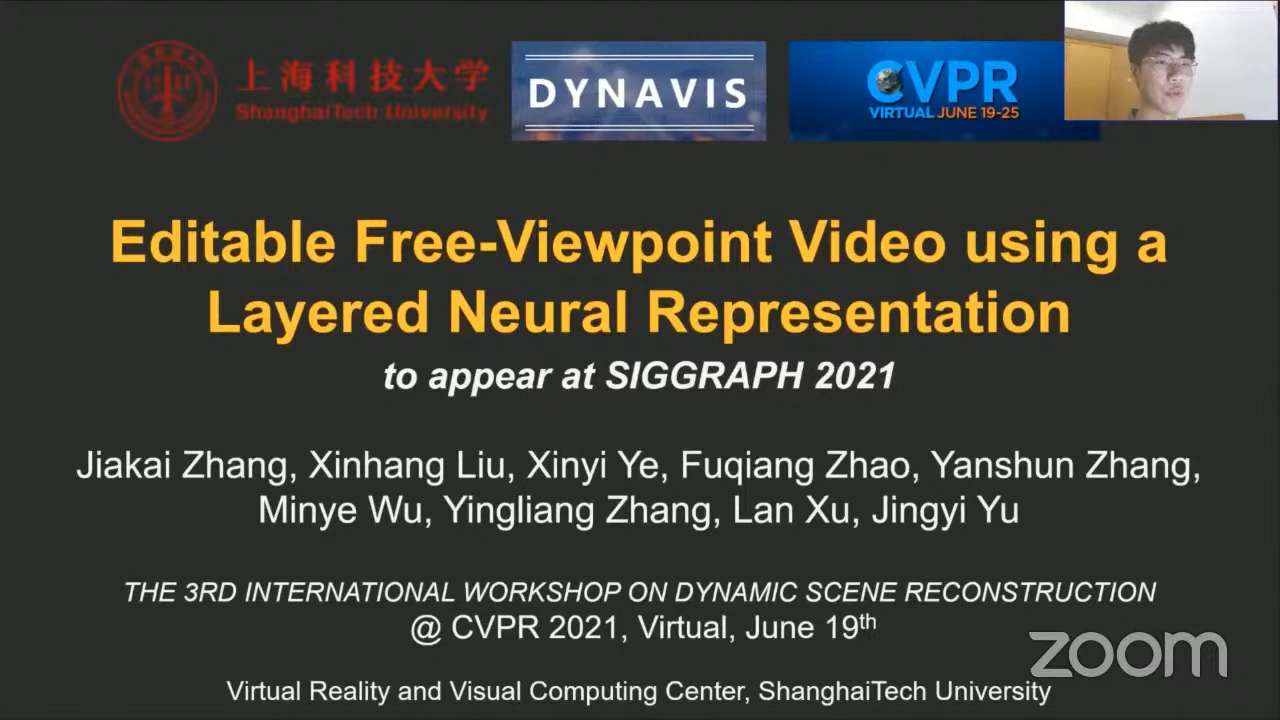 上海科技大学
ShanghaiTech University
DYNAVIS
CVPR
VIRTUAL JUNE 19-25
Editable Free-Viewpoint Video using a
Layered Neural Representation
to appear at SIGGRAPH 2021
Jiakai Zhang, Xinhang Liu, Xinyi Ye, Fuqiang Zhao, Yanshun Zhang,
Minye Wu, Yingliang Zhang, Lan Xu, Jingyi Yu
THE 3RD INTERNATIONAL WORKSHOP ON DYNAMIC SCENE RECONSTRUCTION
@ CVPR 2021, Virtual, June 19th
zoom
Virtual Reality and Visual Computing Center, ShanghaiTech University